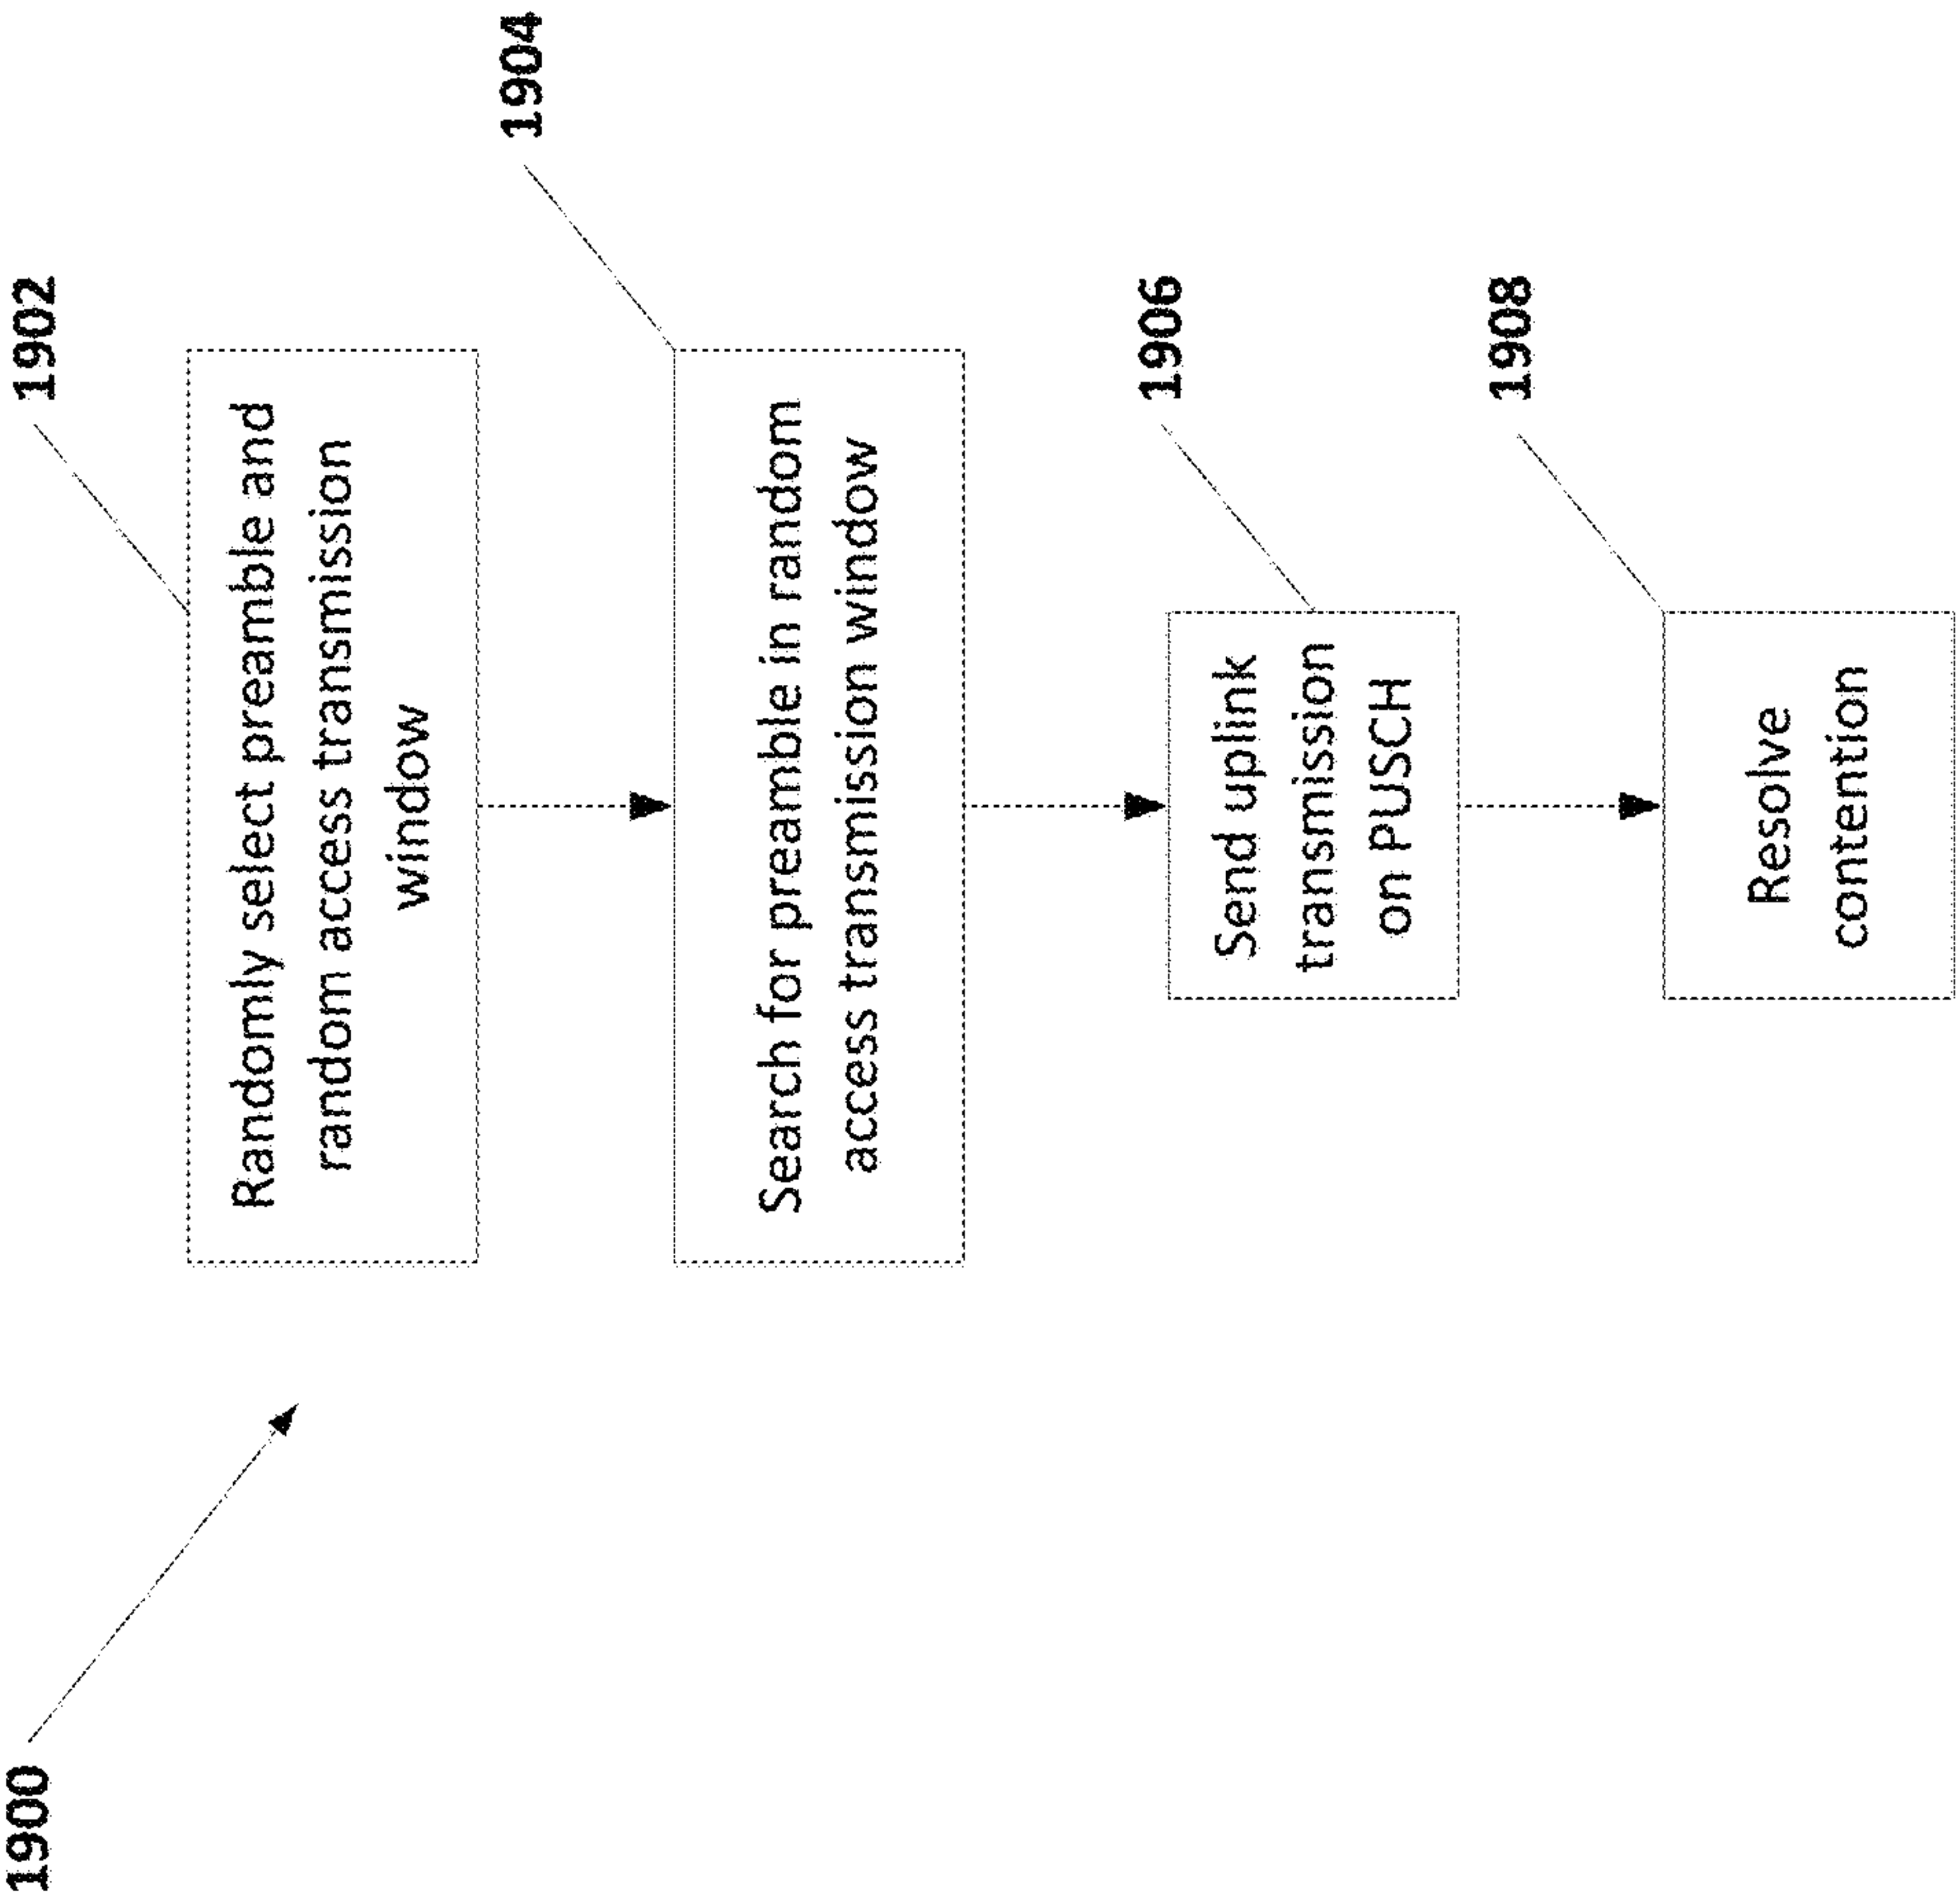 1900
1902
Randomly select preamble and
random access transmission
window
1904
Search for preamble in random
access transmission window
1906
Send uplink
transmission
on PUSCH
1908
Resolve
contention